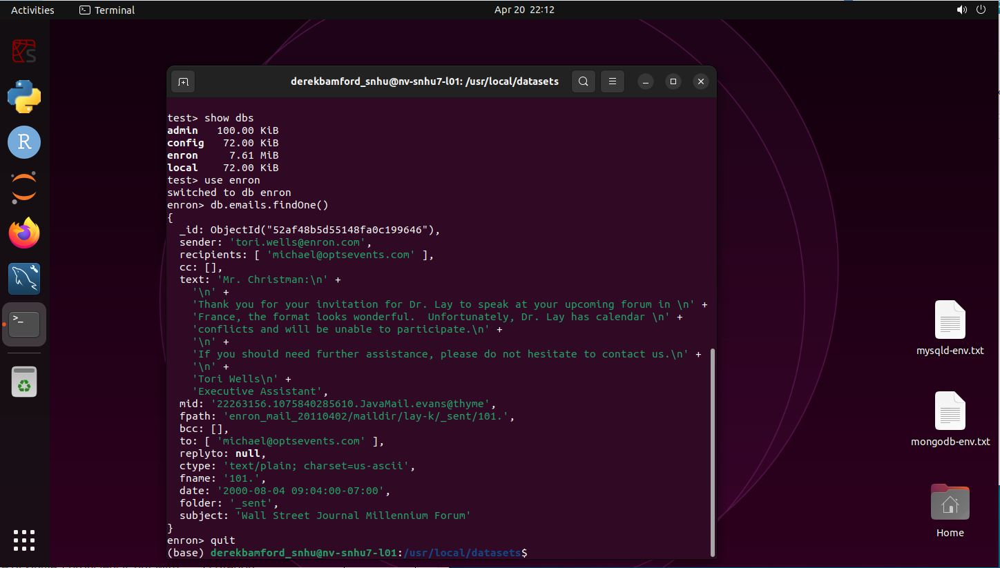 Activities
Terminal
Apr 20 22:12
derekbamford_snhu@nv-snhu7-l01: /usr/local/datasets
test> show dbs
admin   100.00 KiB
config   72.00 KiB
enron     7.61 MiB
local    72.00 KiB
test> use enron
switched to db enron
enron> db.emails.findOne()
{
  _id: ObjectId("52af48b5d55148fa0c199646"),
  sender: 'tori.wells@enron.com',
  recipients: [ 'michael@optsevents.com' ],
  cc: [],
  text: 'Mr. Christman:\n' +
    '\n' +
    'Thank you for your invitation for Dr. Lay to speak at your upcoming forum in \n' +
    'France, the format looks wonderful.  Unfortunately, Dr. Lay has calendar \n' +
    'conflicts and will be unable to participate.\n' +
    '\n' +
    'If you should need further assistance, please do not hesitate to contact us.\n' +
    '\n' +
    'Tori Wells\n' +
    'Executive Assistant',
  mid: '22263156.1075840285610.JavaMail.evans@thyme',
  fpath: 'enron_mail_20110402/maildir/lay-k/_sent/101.',
  bcc: [],
  to: [ 'michael@optsevents.com' ],
  replyto: null,
  ctype: 'text/plain; charset=us-ascii',
  fname: '101.',
  date: '2000-08-04 09:04:00-07:00',
  folder: '_sent',
  subject: 'Wall Street Journal Millennium Forum'
}
enron> quit
(base) derekbamford_snhu@nv-snhu7-l01:/usr/local/datasets$
S
R
>_
mysqld-env.txt
mongodb-env.txt
Home